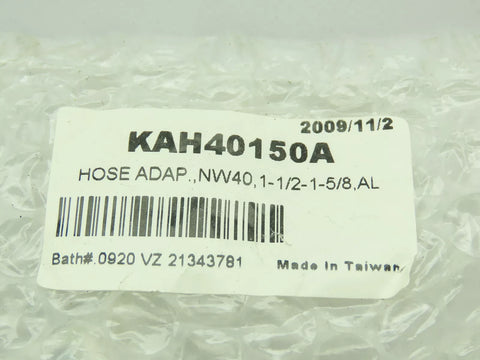 2009/11/2
KAH40150A
HOSE ADAP.,NW40,1-1/2-1-5/8,AL
Bath#.0920 VZ 21343781 Made In Taiwan